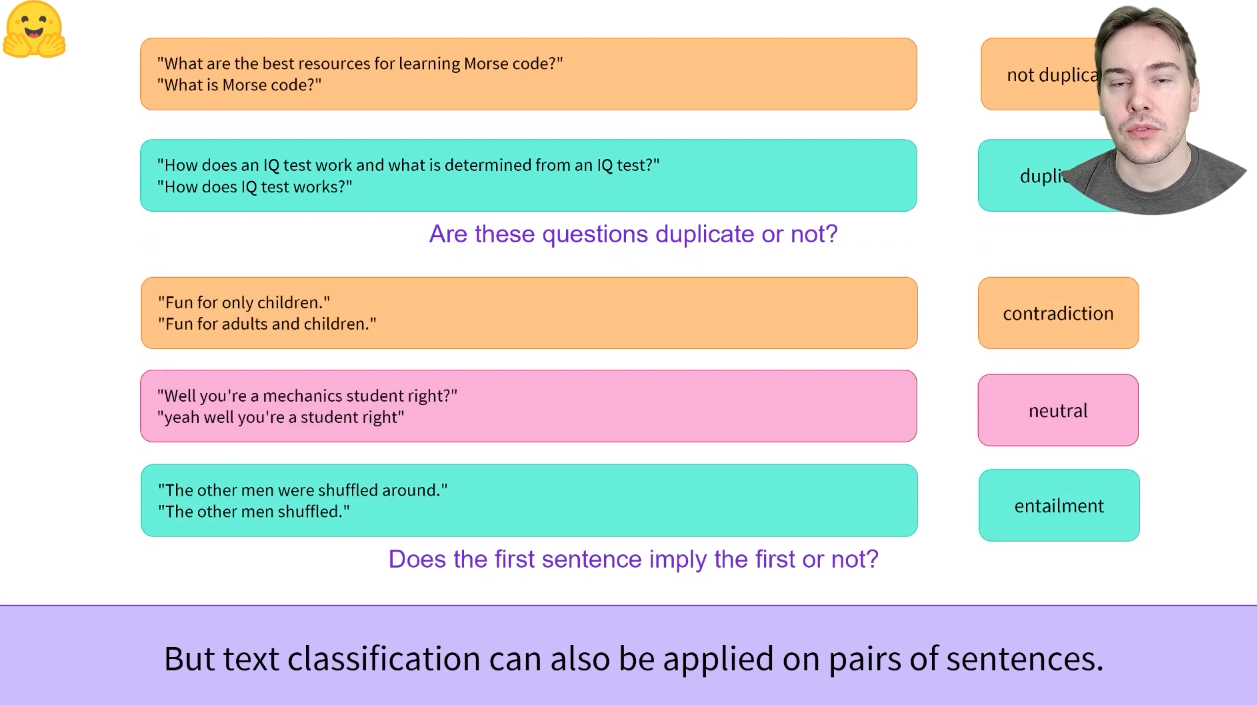 "What are the best resources for learning Morse code?"
"What is Morse code?"
not
"How does an IQ test work and what is determined from an IQ test?"
"How does IQ test works?"
Are these questions duplicate or not?
"Fun for only children."
"Fun for adults and children."
contradiction
"Well you're a mechanics student right?"
"yeah well you're a student right"
neutral
"The other men were shuffled around."
"The other men shuffled."
entailment
Does the first sentence imply the first or not?
But text classification can also be applied on pairs of sentences.